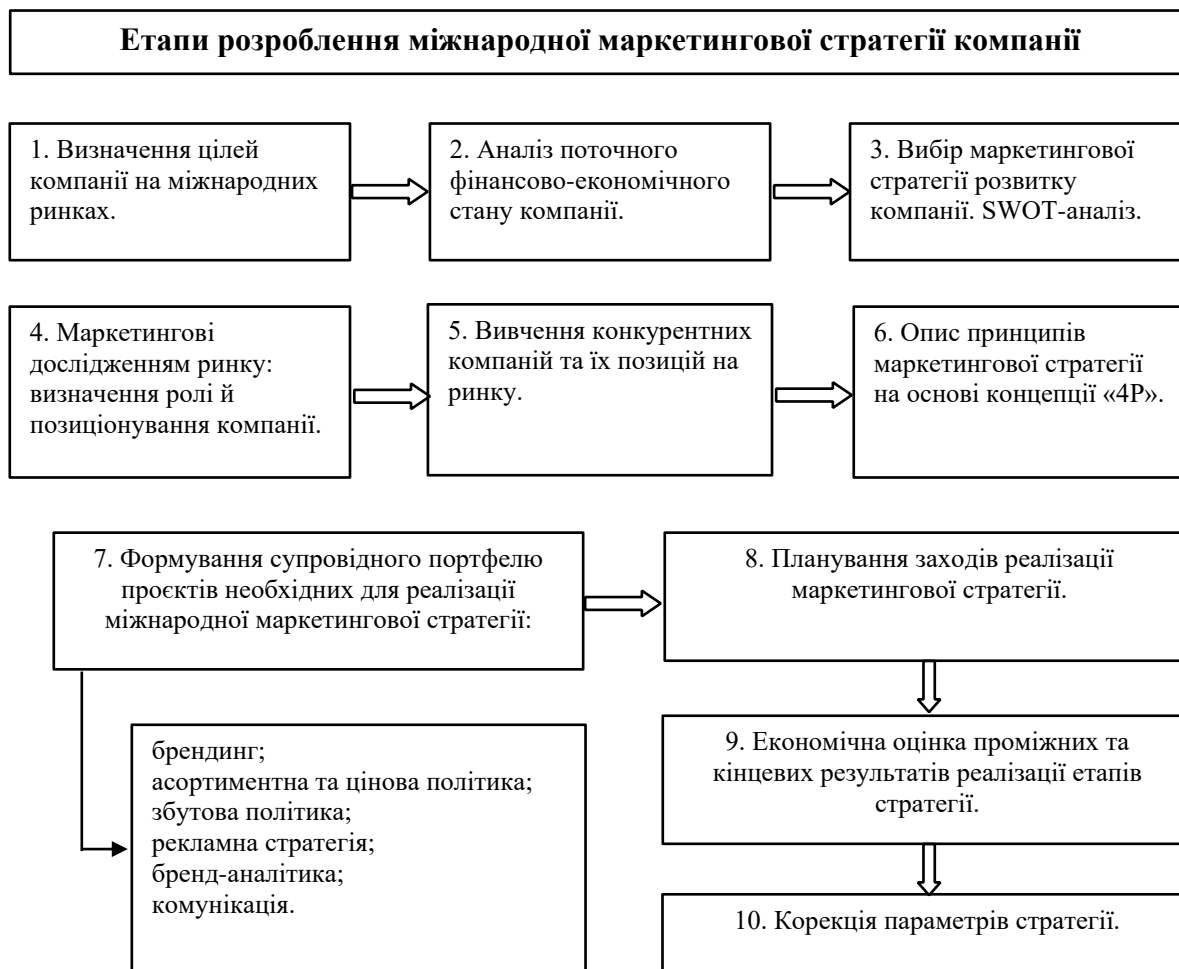 Етапи розроблення міжнародної маркетингової стратегії компанії
1. Визначення цілей
компанії на міжнародних
ринках.
2. Аналіз поточного
фінансово-економічного
стану компанії.
3. Вибір маркетингової
стратегії розвитку
компанії. SWOT-аналіз.
4. Маркетингові
дослідженням ринку:
визначення ролі й
позиціонування компанії.
5. Вивчення конкурентних
компаній та їх позицій на
ринку.
6. Опис принципів
маркетингової стратегії
на основі концепції «4Р».
7. Формування супровідного портфелю
проєктів необхідних для реалізації
міжнародної маркетингової стратегії:
8. Планування заходів реалізації
маркетингової стратегії.
брендинг;
асортиментна та цінова політика;
збутова політика;
рекламна стратегія;
бренд-аналітика;
комунікація.
9. Економічна оцінка проміжних та
кінцевих результатів реалізації етапів
стратегії.
10. Корекція параметрів стратегії.